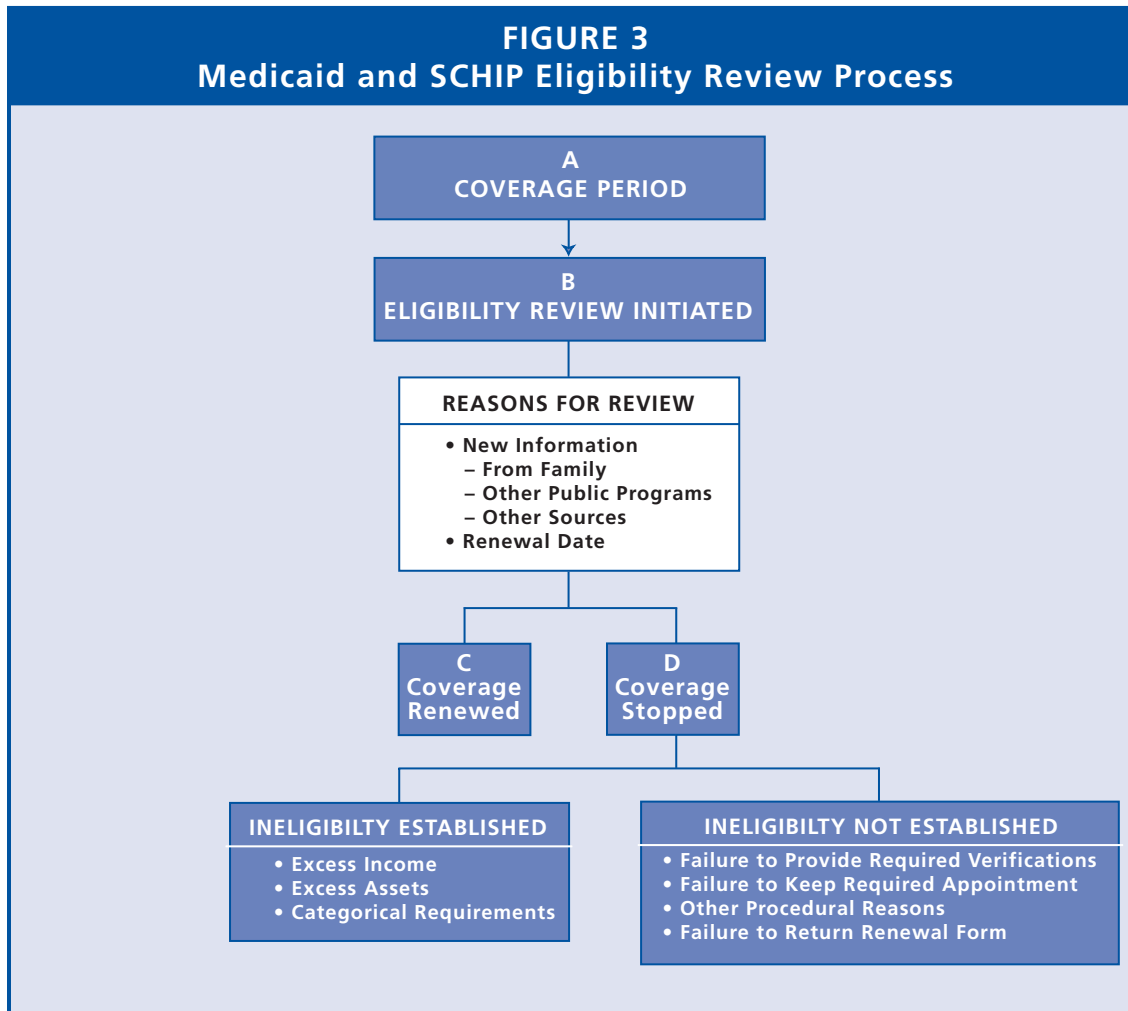 FIGURE 3
Medicaid and SCHIP Eligibility Review Process
A
COVERAGE PERIOD
B
ELIGIBILITY REVIEW INITIATED
REASONS FOR REVIEW
• New Information
– From Family
– Other Public Programs
– Other Sources
• Renewal Date
C
Coverage
Renewed
D
Coverage
Stopped
INELIGIBILTY ESTABLISHED
• Excess Income
• Excess Assets
• Categorical Requirements
INELIGIBILTY NOT ESTABLISHED
• Failure to Provide Required Verifications
• Failure to Keep Required Appointment
• Other Procedural Reasons
• Failure to Return Renewal Form